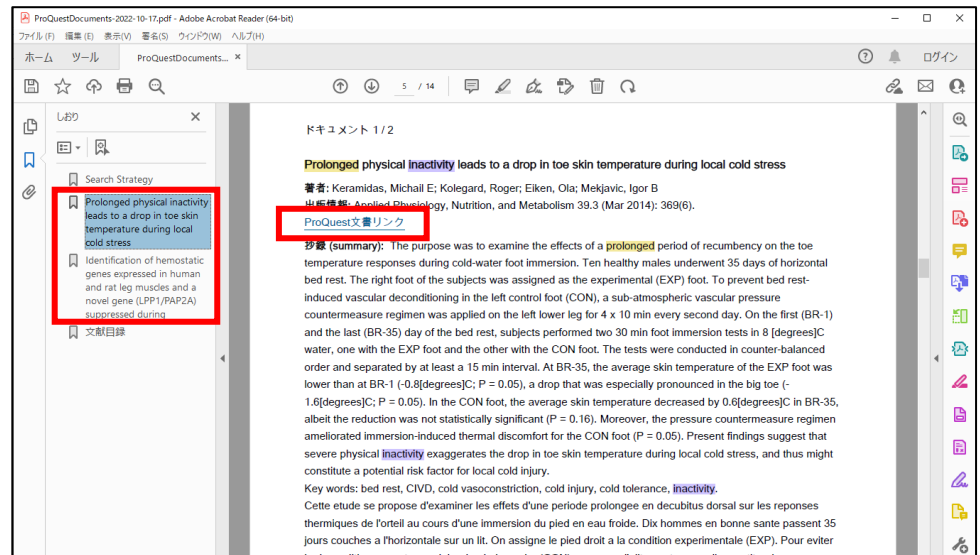 ProQuestDocuments-2022-10-17.pdf - Adobe Acrobat Reader (64-bit)
ファイル(F) 編集(E) 表示(V) 署名(S) ウィンドウ(W) ヘルプ(H)
ホーム ツール ProQuestDocuments... ×
ログイン
5 / 14
しおり
Search Strategy
Prolonged physical inactivity
leads to a drop in toe skin
temperature during local
cold stress
Identification of hemostatic
genes expressed in human
and rat leg muscles and a
novel gene (LPP1/PAP2A)
suppressed during
文献目録
ドキュメント 1 / 2
Prolonged physical inactivity leads to a drop in toe skin temperature during local cold stress
著者: Keramidas, Michail E; Kolegard, Roger; Eiken, Ola; Mekjavic, Igor B
出版情報: Applied Physiology, Nutrition, and Metabolism 39.3 (Mar 2014): 369(6).
ProQuest文書リンク
抄録 (summary): The purpose was to examine the effects of a prolonged period of recumbency on the toe
temperature responses during cold-water foot immersion. Ten healthy males underwent 35 days of horizontal
bed rest. The right foot of the subjects was assigned as the experimental (EXP) foot. To prevent bed rest-
induced vascular deconditioning in the left control foot (CON), a sub-atmospheric vascular pressure
countermeasure regimen was applied on the left lower leg for 4 x 10 min every second day. On the first (BR-1)
and the last (BR-35) day of the bed rest, subjects performed two 30 min foot immersion tests in 8 [degrees]C
water, one with the EXP foot and the other with the CON foot. The tests were conducted in counter-balanced
order and separated by at least a 15 min interval. At BR-35, the average skin temperature of the EXP foot was
lower than at BR-1 (-0.8[degrees]C; P = 0.05), a drop that was especially pronounced in the big toe (-
1.6[degrees]C; P = 0.05). In the CON foot, the average skin temperature decreased by 0.6[degrees]C in BR-35,
albeit the reduction was not statistically significant (P = 0.16). Moreover, the pressure countermeasure regimen
ameliorated immersion-induced thermal discomfort for the CON foot (P = 0.05). Present findings suggest that
severe physical inactivity exaggerates the drop in toe skin temperature during local cold stress, and thus might
constitute a potential risk factor for local cold injury.
Key words: bed rest, CIVD, cold vasoconstriction, cold injury, cold tolerance, inactivity.
Cette etude se propose d'examiner les effets d'une periode prolongee en decubitus dorsal sur les reponses
thermiques de l'orteil au cours d'une immersion du pied en eau froide. Dix hommes en bonne sante passent 35
jours couches a l'horizontale sur un lit. On assigne le pied droit a la condition experimentale (EXP). Pour eviter